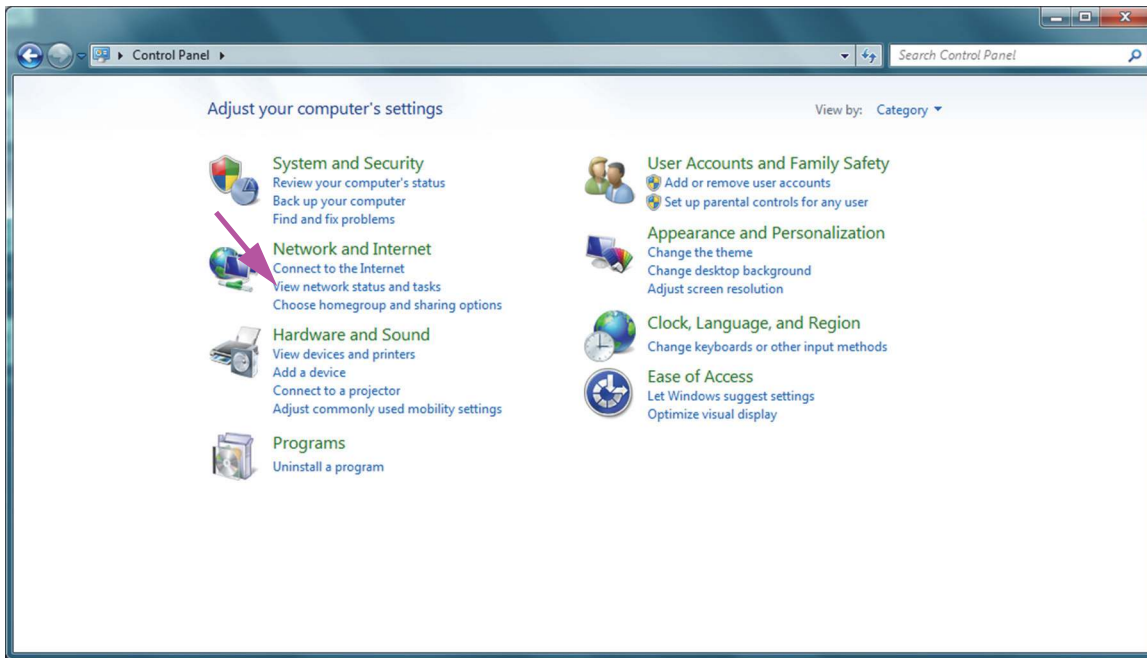 Control Panel
Search Control Panel
Adjust your computer's settings
View by: Category
System and Security
Review your computer's status
Back up your computer
Find and fix problems
Network and Internet
Connect to the Internet
View network status and tasks
Choose homegroup and sharing options
Hardware and Sound
View devices and printers
Add a device
Connect to a projector
Adjust commonly used mobility settings
Programs
Uninstall a program
User Accounts and Family Safety
Add or remove user accounts
Set up parental controls for any user
Appearance and Personalization
Change the theme
Change desktop background
Adjust screen resolution
Clock, Language, and Region
Change keyboards or other input methods
Ease of Access
Let Windows suggest settings
Optimize visual display